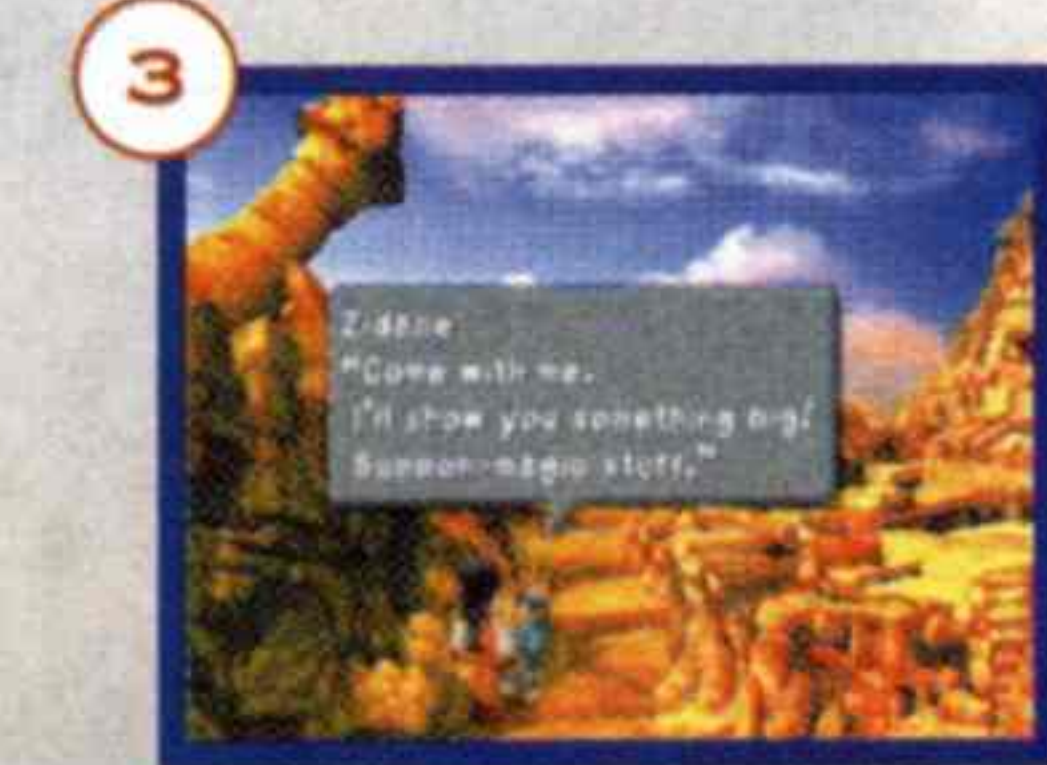 3
Zidane
"Come with me.
I'll show you something big!
Summon-magic stuff."